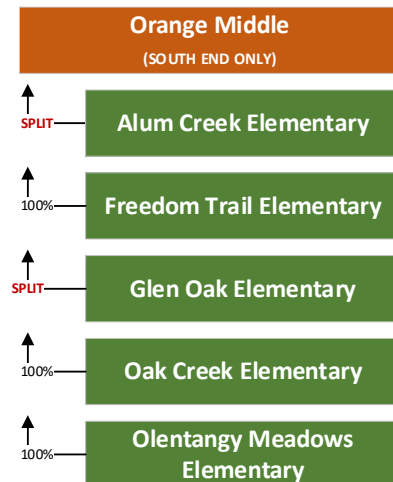 Orange Middle
(SOUTH END ONLY)
SPLIT
Alum Creek Elementary
100%
Freedom Trail Elementary
SPLIT
Glen Oak Elementary
100%
Oak Creek Elementary
100%
Olentangy Meadows
Elementary